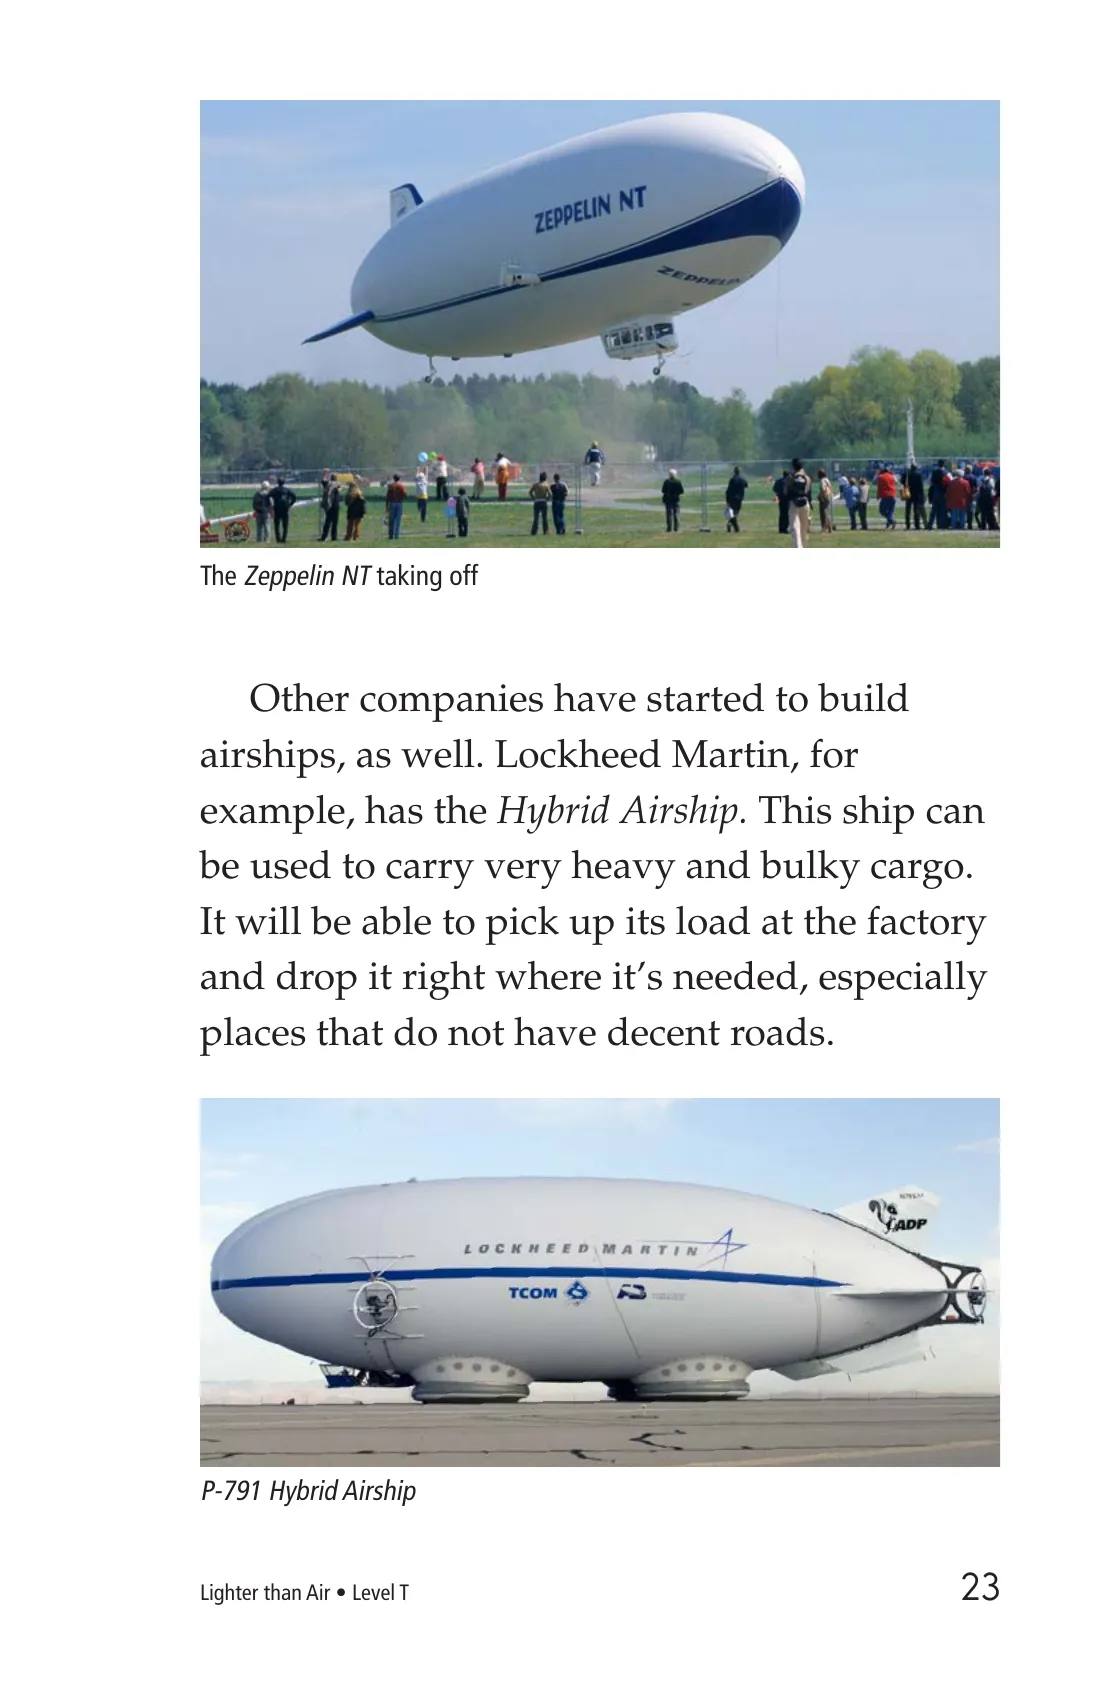 ZEPPELIN NT
ZEPPELIN
The Zeppelin NT taking off
Other companies have started to build
airships, as well. Lockheed Martin, for
example, has the Hybrid Airship. This ship can
be used to carry very heavy and bulky cargo.
It will be able to pick up its load at the factory
and drop it right where it’s needed, especially
places that do not have decent roads.
ADP
LOCKHEED MARTIN
TCOM
P-791 Hybrid Airship
Lighter than Air • Level T
23